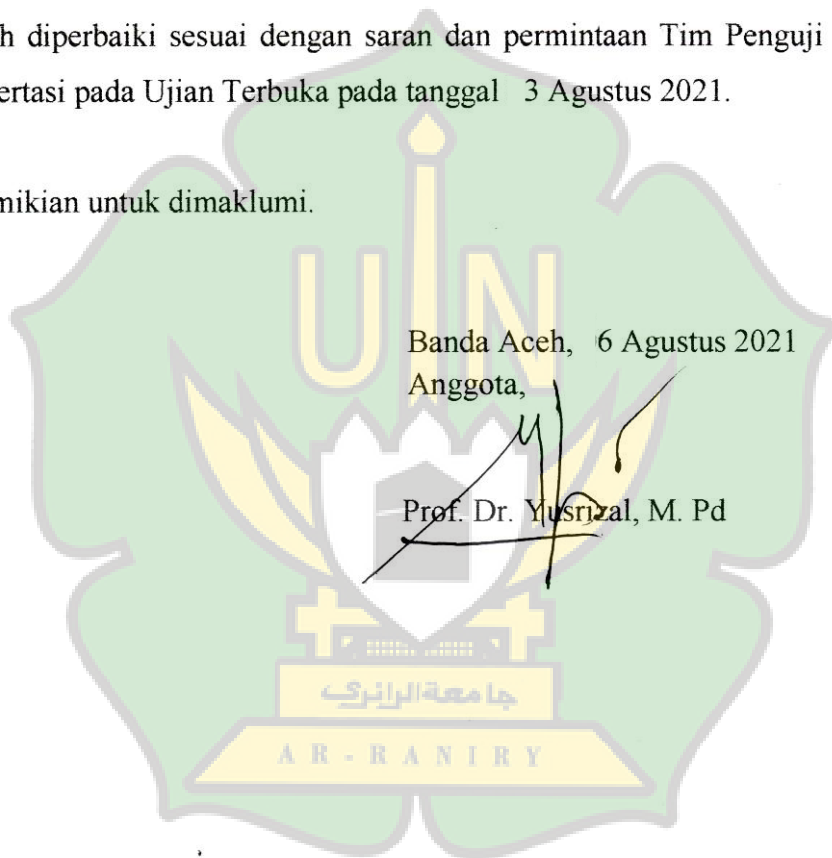 h diperbaiki sesuai dengan saran dan permintaan Tim Penguji
ertasi pada Ujian Terbuka pada tanggal 3 Agustus 2021.
mikian untuk dimaklumi.
UIN
Banda Aceh, 6 Agustus 2021
Anggota,
Prof. Dr. Yusrizal, M. Pd
جامعة الرانري
AR-RANIRY